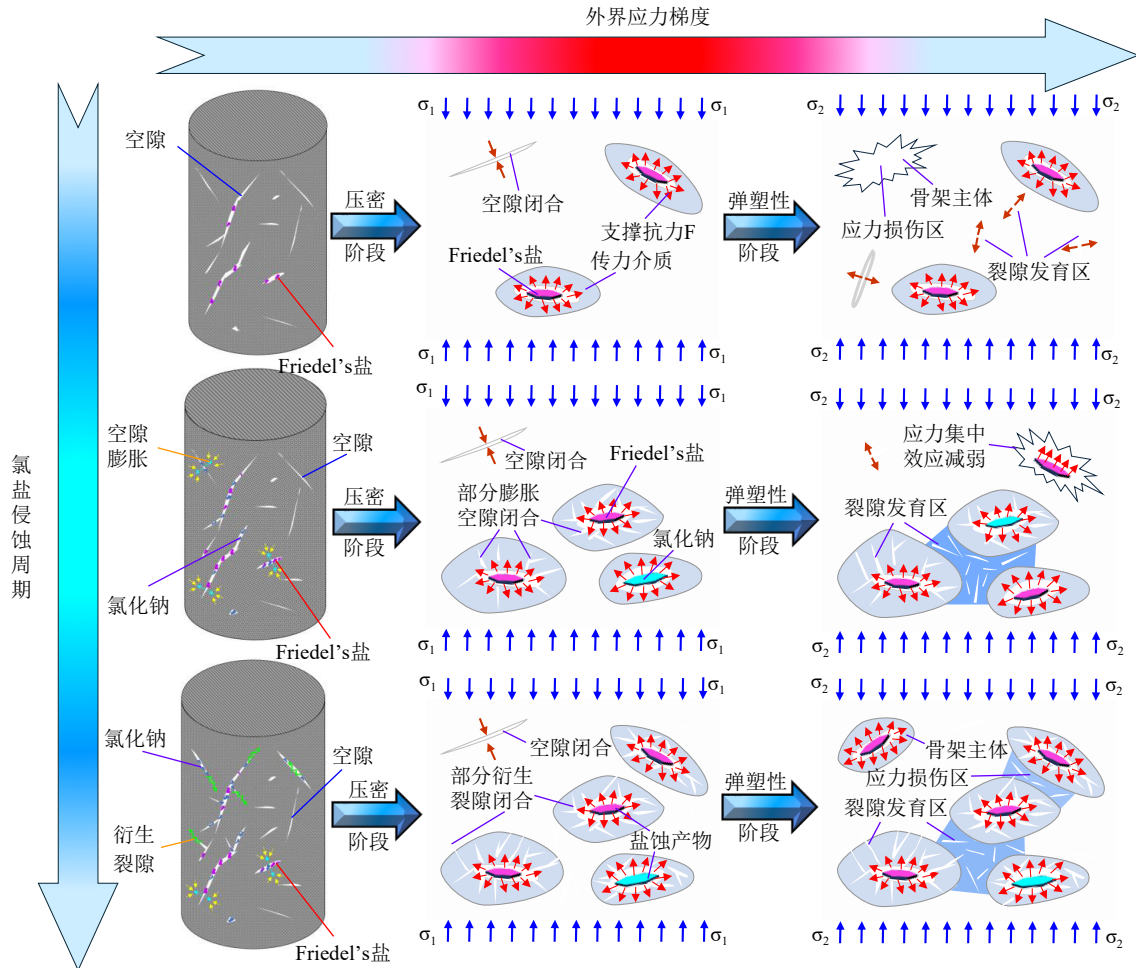 外界应力梯度
氯盐侵蚀周期
空隙
Friedel's盐
压密
阶段
σ1
σ1
空隙闭合
支撑抗力F
Friedel's盐
传力介质
σ1
σ1
弹塑性
阶段
σ2
σ2
骨架主体
应力损伤区
裂隙发育区
σ2
σ2
空隙
膨胀
空隙
氯化钠
Friedel's盐
压密
阶段
σ1
σ1
空隙闭合
Friedel's盐
部分膨胀
空隙闭合
氯化钠
σ1
σ1
弹塑性
阶段
σ2
σ2
应力集中
效应减弱
裂隙发育区
σ2
σ2
氯化钠
空隙
衍生
裂隙
Friedel's盐
压密
阶段
σ1
σ1
空隙闭合
部分衍生
裂隙闭合
盐蚀产物
σ1
σ1
弹塑性
阶段
σ2
σ2
骨架主体
应力损伤区
裂隙发育区
σ2
σ2